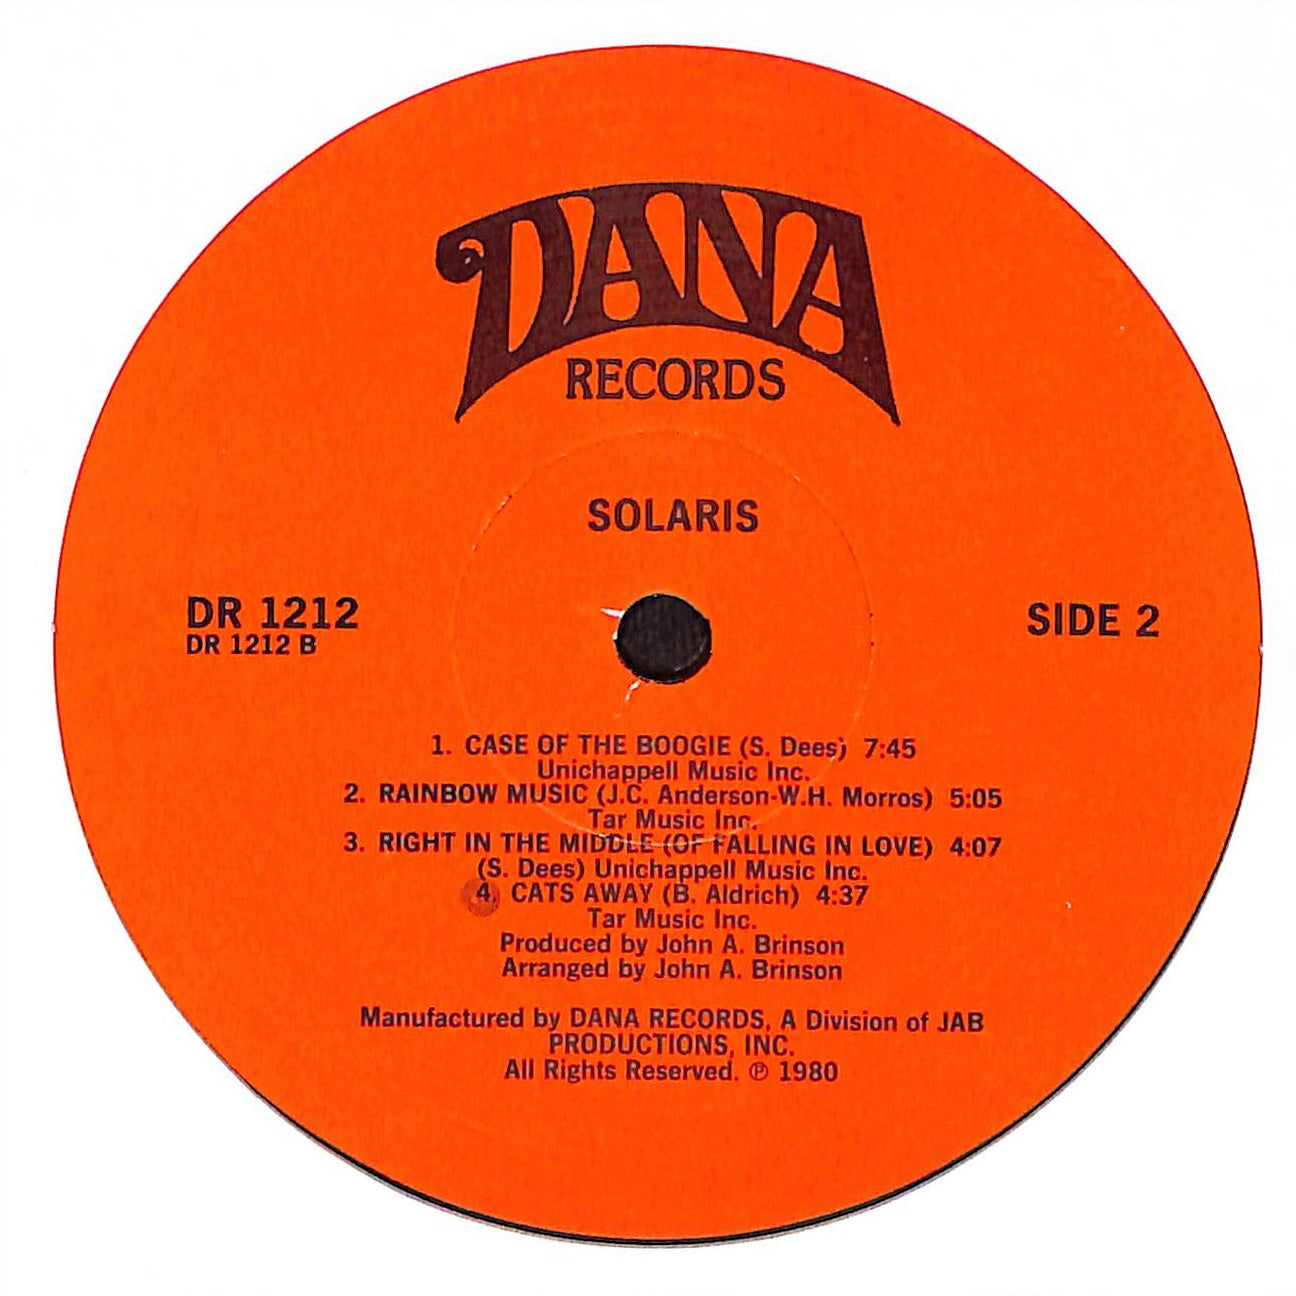 DANA
RECORDS
SOLARIS
DR 1212
DR 1212 B
SIDE 2
1. CASE OF THE BOOGIE (S. Dees) 7:45
Unichappell Music Inc.
2. RAINBOW MUSIC (J.C. Anderson-W.H. Morros) 5:05
Tar Music Inc.
3. RIGHT IN THE MIDDLE (OF FALLING IN LOVE) 4:07
(S. Dees) Unichappell Music Inc.
4. CATS AWAY (B. Aldrich) 4:37
Tar Music Inc.
Produced by John A. Brinson
Arranged by John A. Brinson
Manufactured by DANA RECORDS, A Division of JAB
PRODUCTIONS, INC.
All Rights Reserved. ℗ 1980